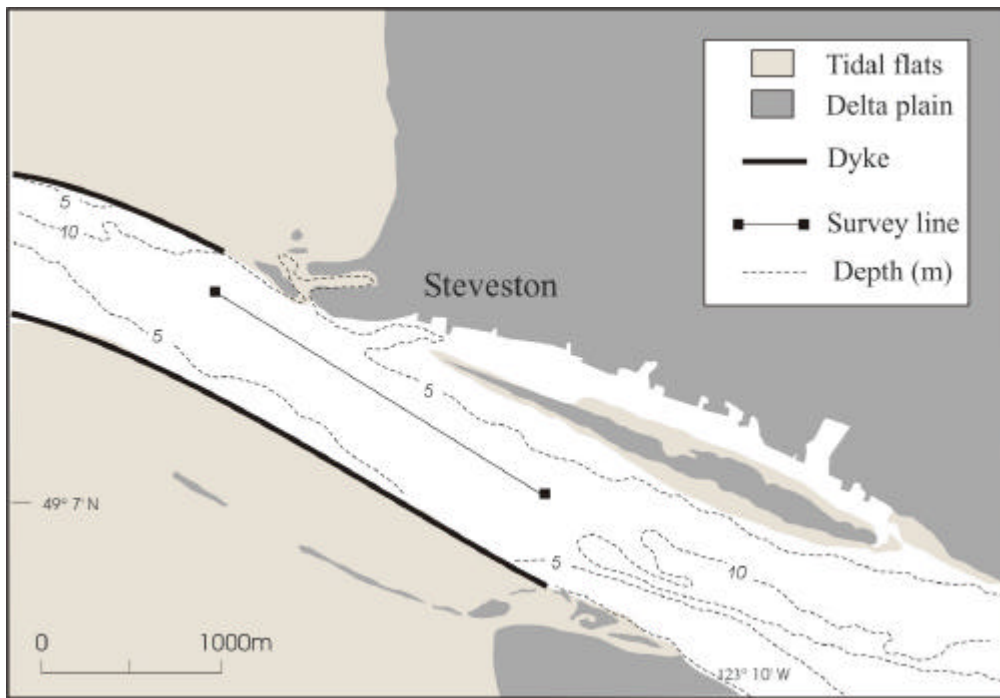 Tidal flats
Delta plain
Dyke
Survey line
Depth (m)
5
10
Steveston
5
5
49° 7' N
5
10
0 1000m
123° 10' W